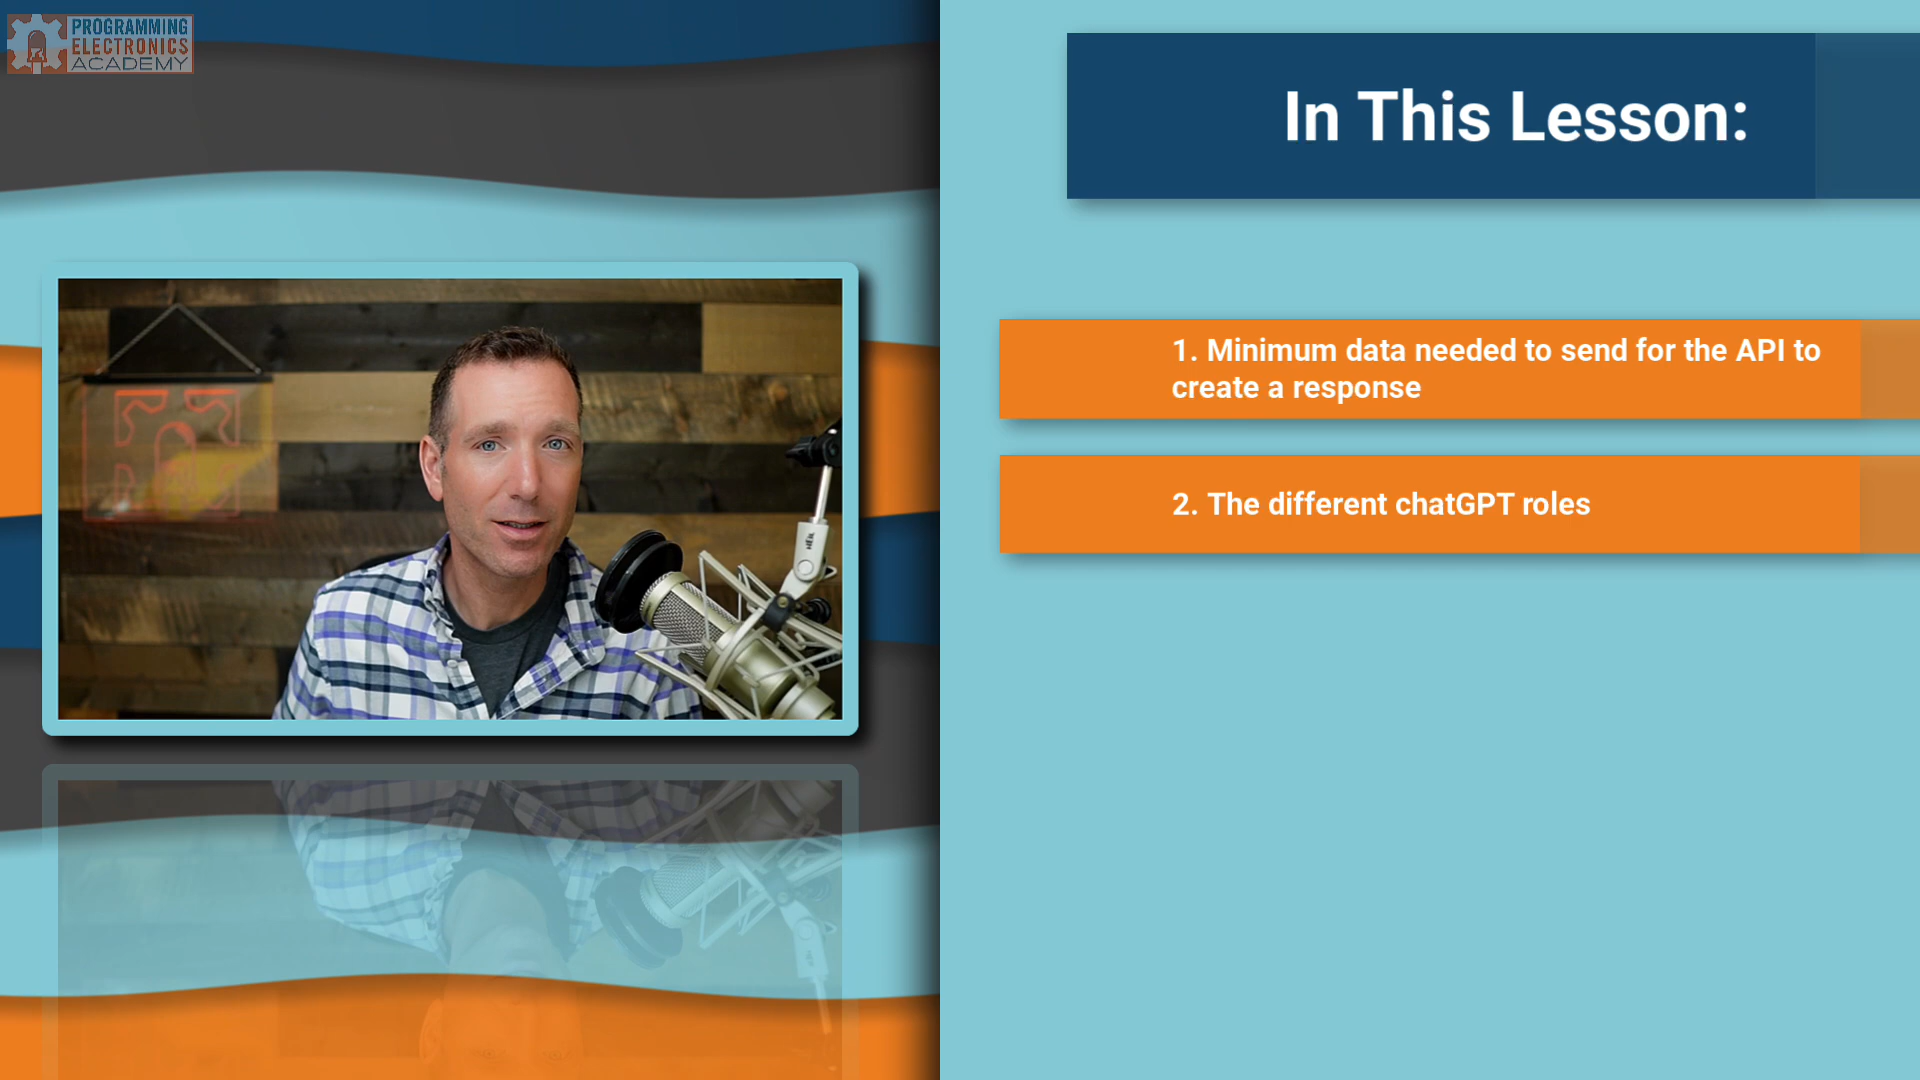 PROGRAMMING
ELECTRONICS
ACADEMY
In This Lesson:
1. Minimum data needed to send for the API to
create a response
2. The different chatGPT roles
HEIL